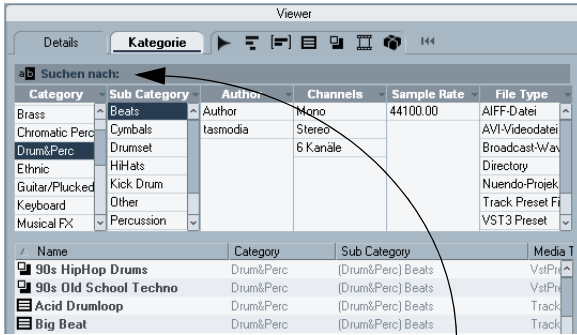 Viewer
Details Kategorie
Suchen nach:
Category Sub Category Author Channels Sample Rate File Type
Brass Beats Author Mono 44100.00 AIFF-Datei
Chromatic Perc Cymbals tasmodia Stereo AVI-Videodatei
Drum&Perc Drumset 6 Kanäle Broadcast-Wav
Ethnic HiHats Directory
Guitar/Plucked Kick Drum Nuendo-Projek
Keyboard Other Track Preset Fi
Musical FX Percussion VST3 Preset
Name Category Sub Category Media T
90s HipHop Drums Drum&Perc (Drum&Perc) Beats VstPre
90s Old School Techno Drum&Perc (Drum&Perc) Beats VstPre
Acid Drumloop Drum&Perc (Drum&Perc) Beats Track
Big Beat Drum&Perc (Drum&Perc) Beats Track